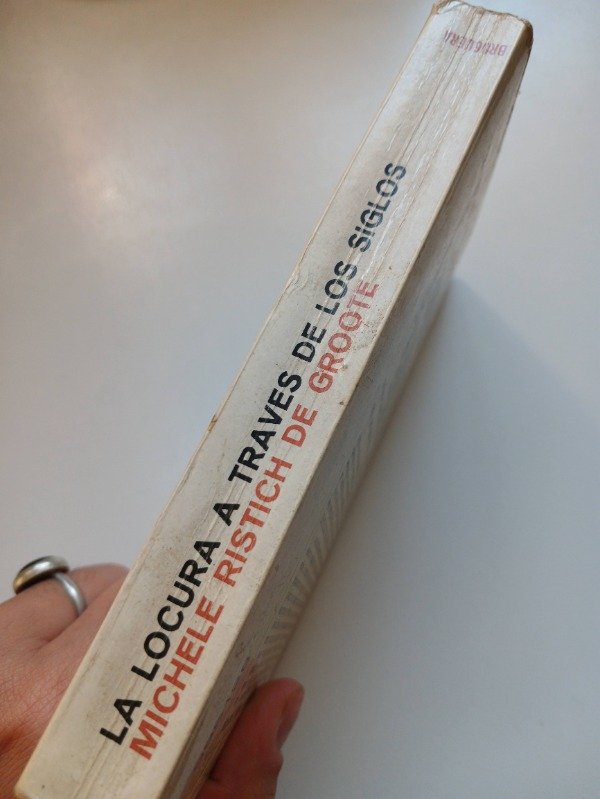 LA LOCURA A TRAVES DE LOS SIGLOS
MICHELE RISTICH DE GROOTE
BRUGUERA